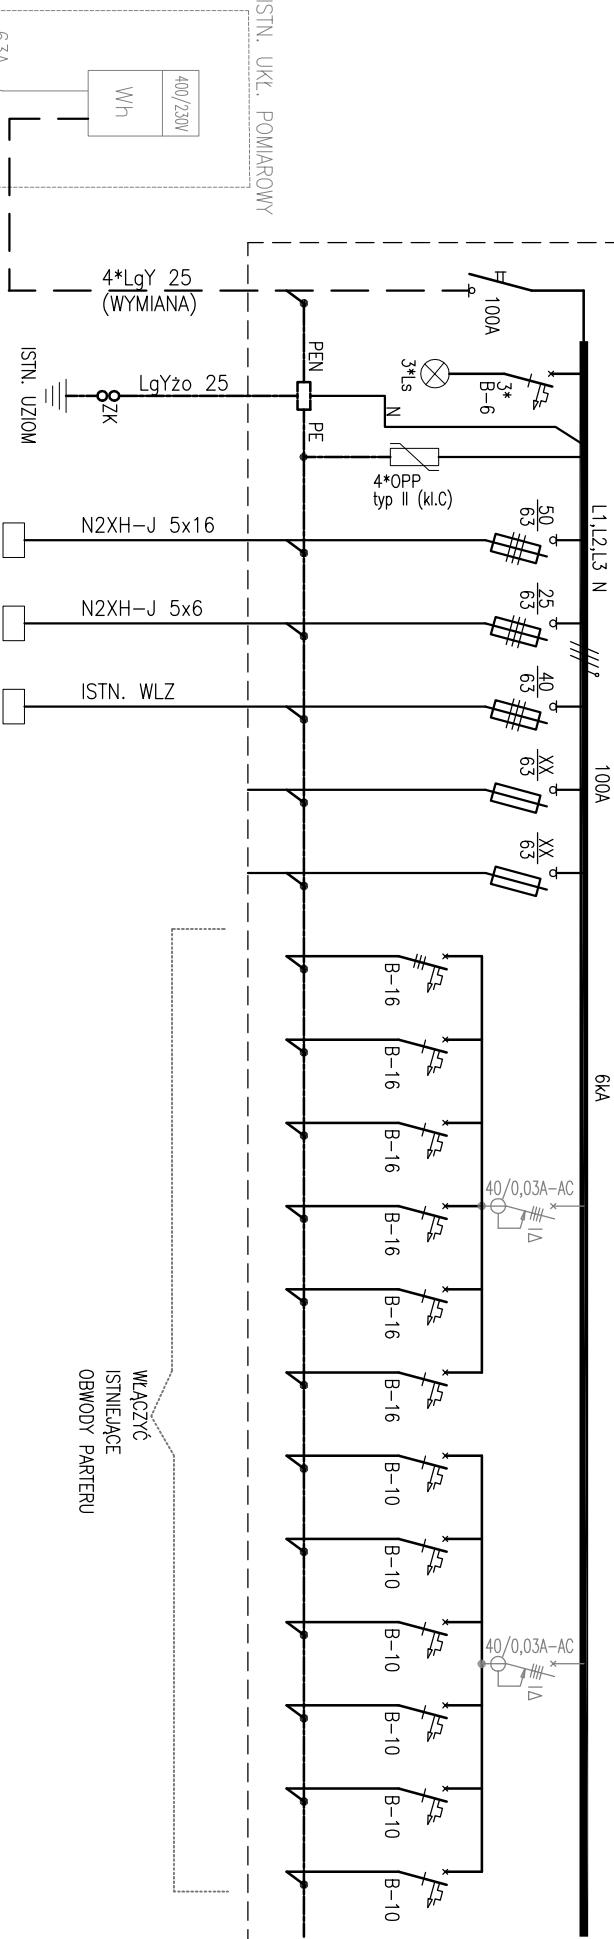 ISTN. UKŁ. POMIAROWY
400/230V
Wh
63A
4*LgY 25
(WYMIANA)
100A
PEN
PE
N
3*Ls
3*
B-6
LgYżo 25
ZK
ISTN. UZIOM
4*OPP
typ II (kl.C)
L1,L2,L3 N
100A
6kA
50
63
N2XH-J 5x16
25
63
N2XH-J 5x6
40
63
ISTN. WLZ
XX
63
XX
63
B-16
B-16
B-16
B-16
B-16
B-16
40/0,03A-AC
I∆
B-10
B-10
B-10
B-10
B-10
B-10
40/0,03A-AC
I∆
WŁĄCZYĆ
ISTNIEJĄCE
OBWODY PARTERU